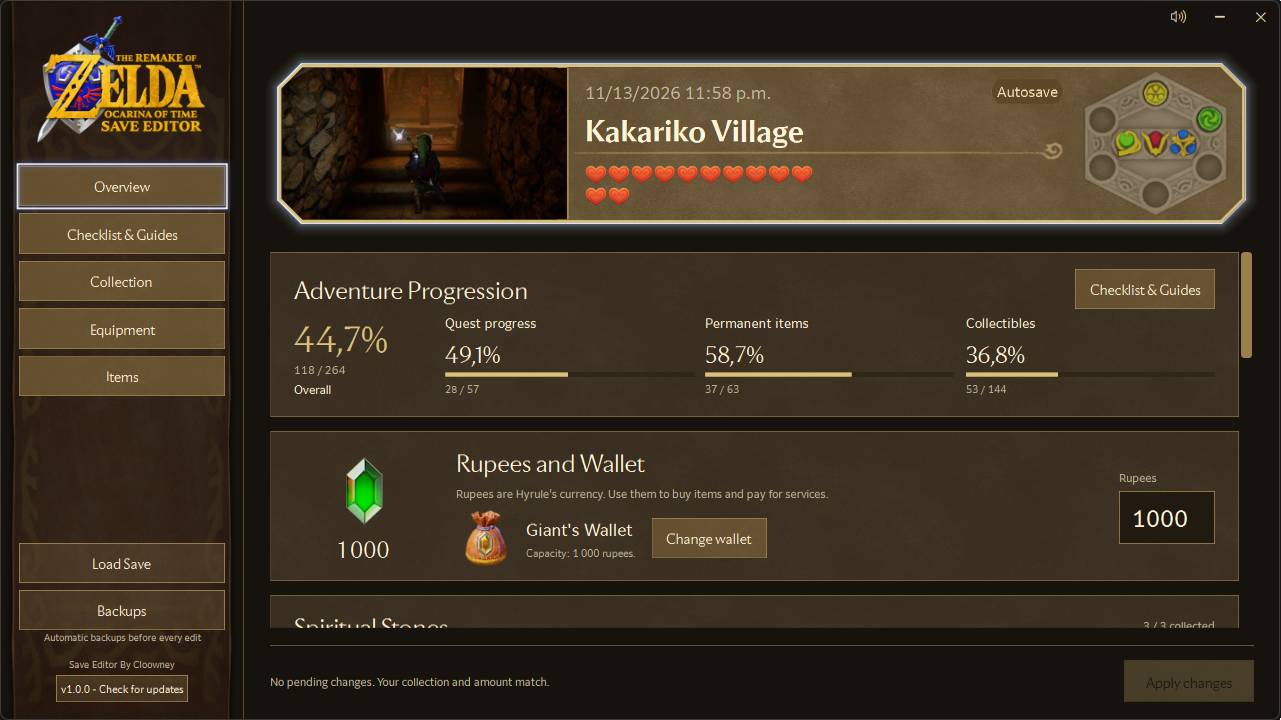 THE REMAKE OF
ZELDA™
OCARINA OF TIME
SAVE EDITOR
Overview
Checklist & Guides
Collection
Equipment
Items
Load Save
Backups
Automatic backups before every edit
Save Editor By Cloowney
v1.0.0 - Check for updates
11/13/2026 11:58 p.m.
Autosave
Kakariko Village
Adventure Progression
Checklist & Guides
44,7%
118 / 264
Overall
Quest progress
49,1%
28 / 57
Permanent items
58,7%
37 / 63
Collectibles
36,8%
53 / 144
1000
Rupees and Wallet
Rupees are Hyrule's currency. Use them to buy items and pay for services.
Giant's Wallet
Capacity: 1 000 rupees.
Change wallet
Rupees
1000
Spiritual Stones
3 / 3 collected
No pending changes. Your collection and amount match.
Apply changes